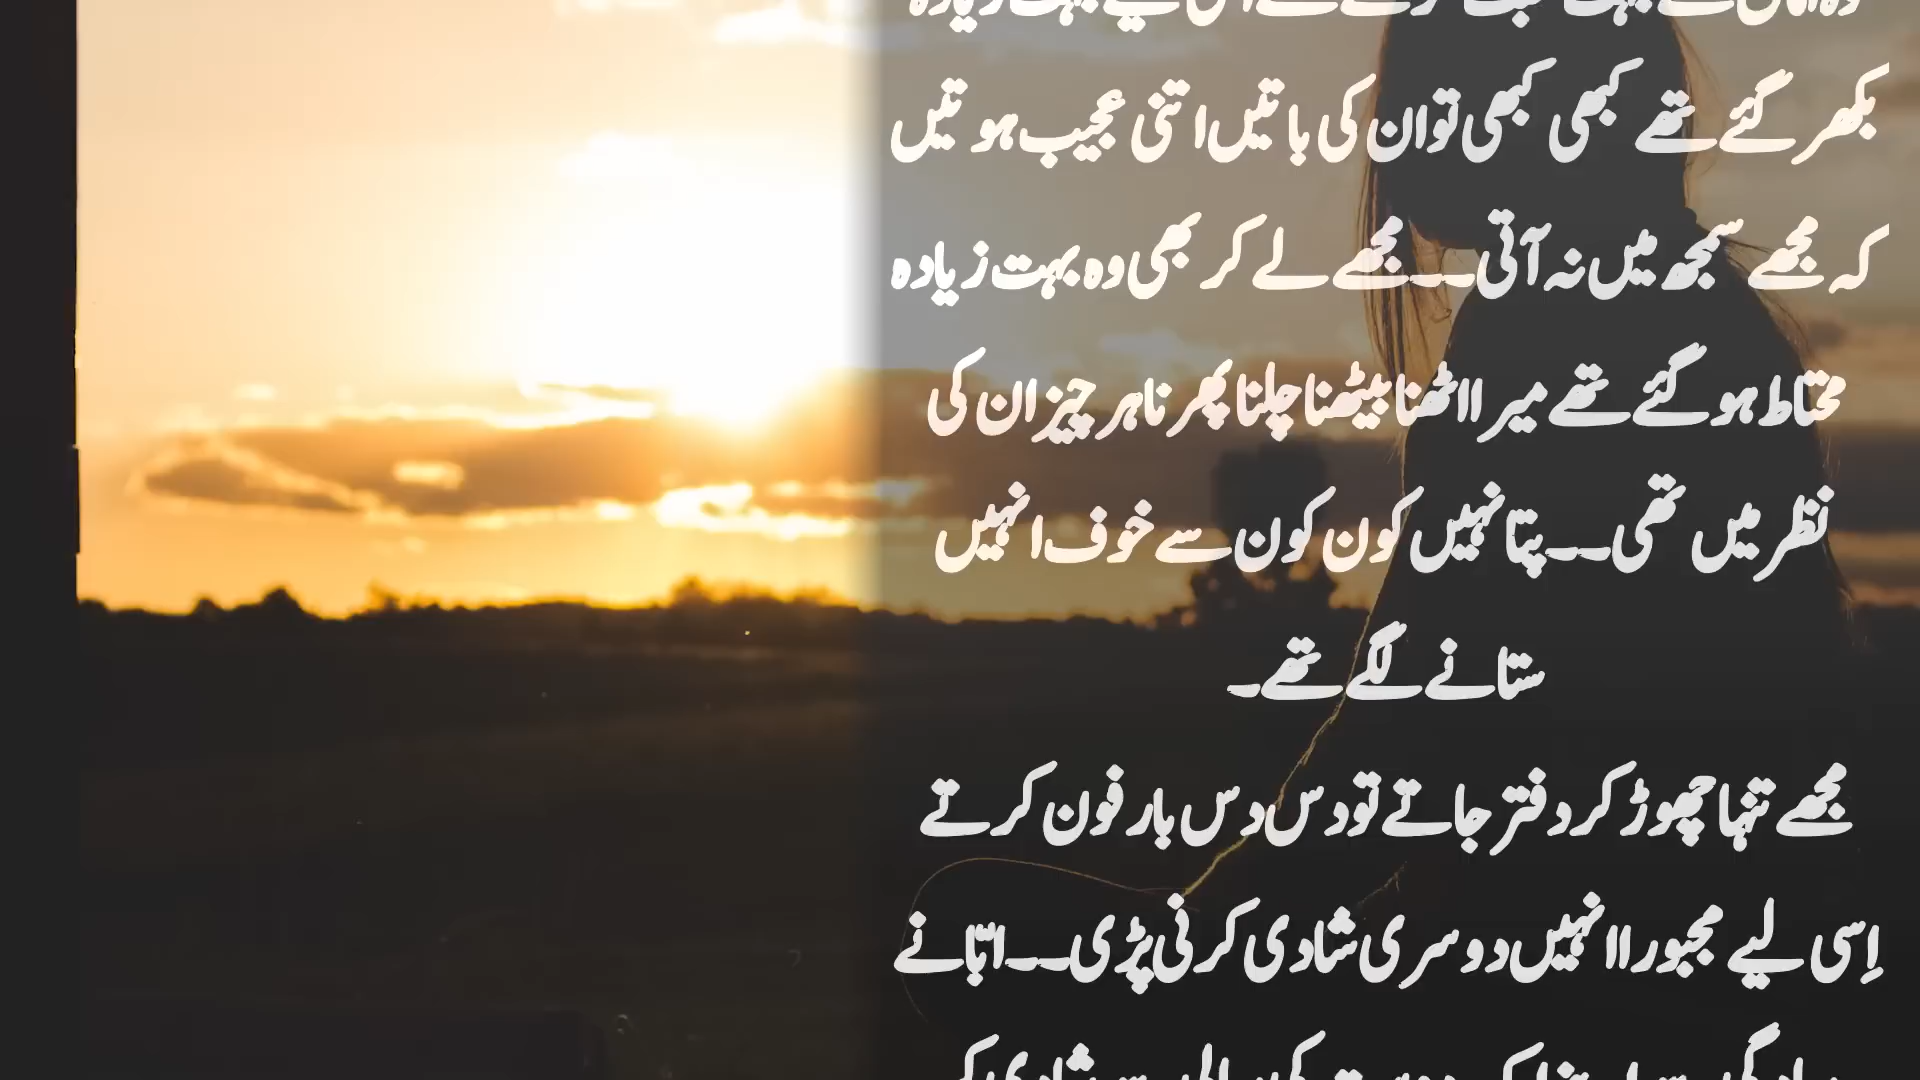 بکھر گئے تھے کبھی کبھی تو ان کی باتیں اتنی عجیب ہوتیں
کہ مجھے سمجھ میں نہ آتی۔۔ مجھے لے کر بھی وہ بہت زیادہ
محتاط ہو گئے تھے میرا اٹھنا بیٹھنا چلنا پھرنا ہر چیز ان کی
نظر میں تھی۔۔ پتا نہیں کون کون سے خوف انہیں
ستانے لگے تھے۔
مجھے تنہا چھوڑ کر دفتر جاتے تو دس دس بار فون کرتے
اِسی لیے مجبورا انہیں دوسری شادی کرنی پڑی۔۔ ابّا نے